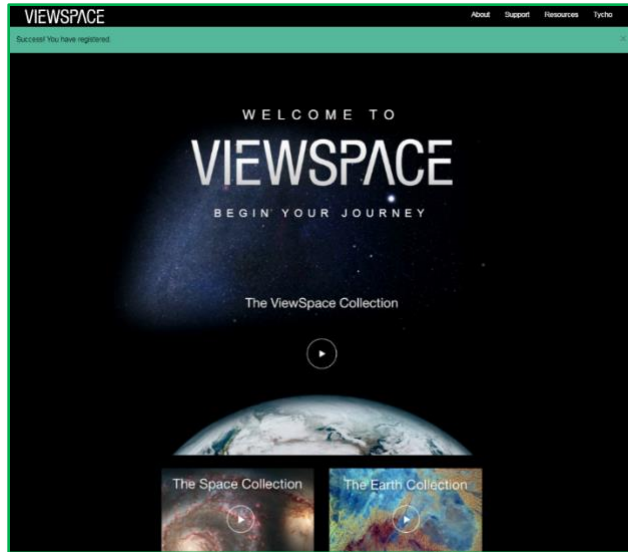 VIEWSPACE
About Support Resources Tycho
Success! You have registered.
×
WELCOME TO
VIEWSPACE
BEGIN YOUR JOURNEY
The ViewSpace Collection
The Space Collection
The Earth Collection